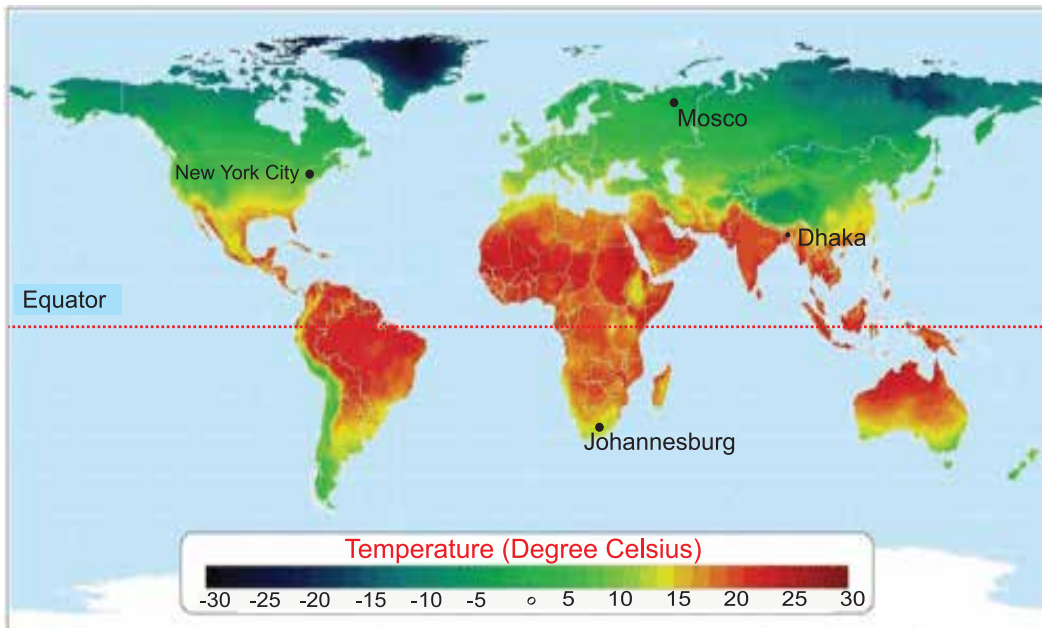 Mosco
New York City
Dhaka
Equator
Johannesburg
Temperature (Degree Celsius)
-30 -25 -20 -15 -10 -5 o 5 10 15 20 25 30